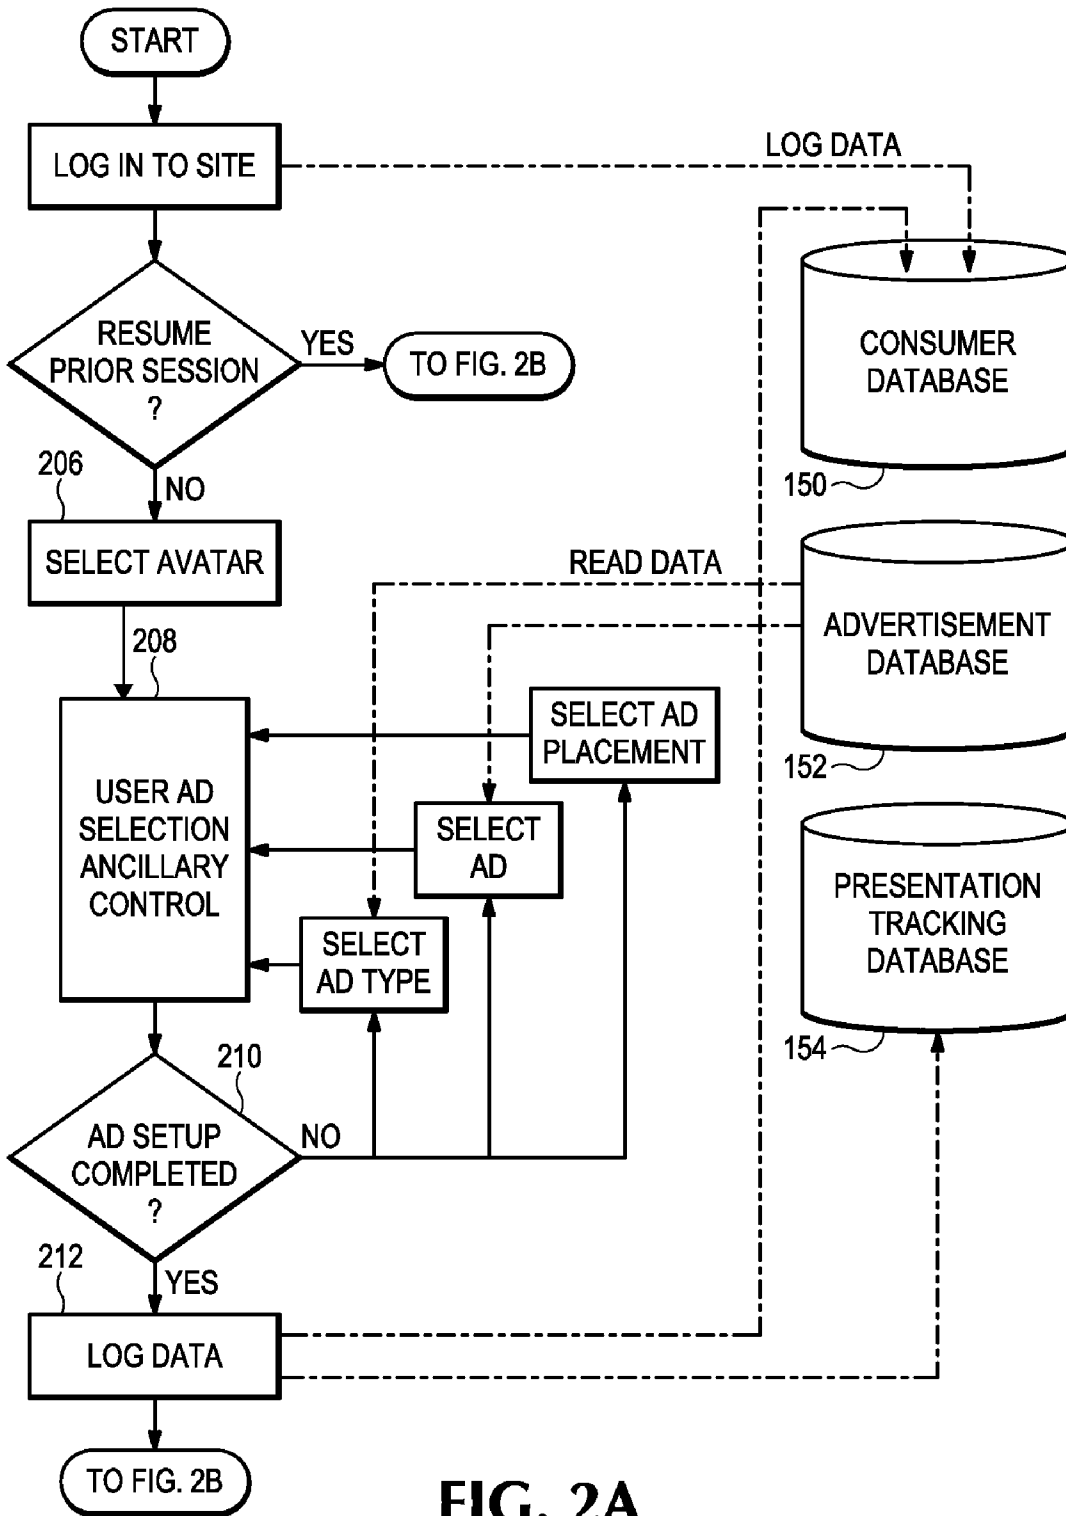 START
LOG IN TO SITE
LOG DATA
RESUME
PRIOR SESSION
?
YES
TO FIG. 2B
CONSUMER
DATABASE
150
206
NO
SELECT AVATAR
READ DATA
ADVERTISEMENT
DATABASE
152
208
USER AD
SELECTION
ANCILLARY
CONTROL
SELECT AD
PLACEMENT
SELECT
AD
SELECT
AD TYPE
PRESENTATION
TRACKING
DATABASE
154
210
AD SETUP
COMPLETED
?
NO
212
YES
LOG DATA
TO FIG. 2B
FIG. 2A